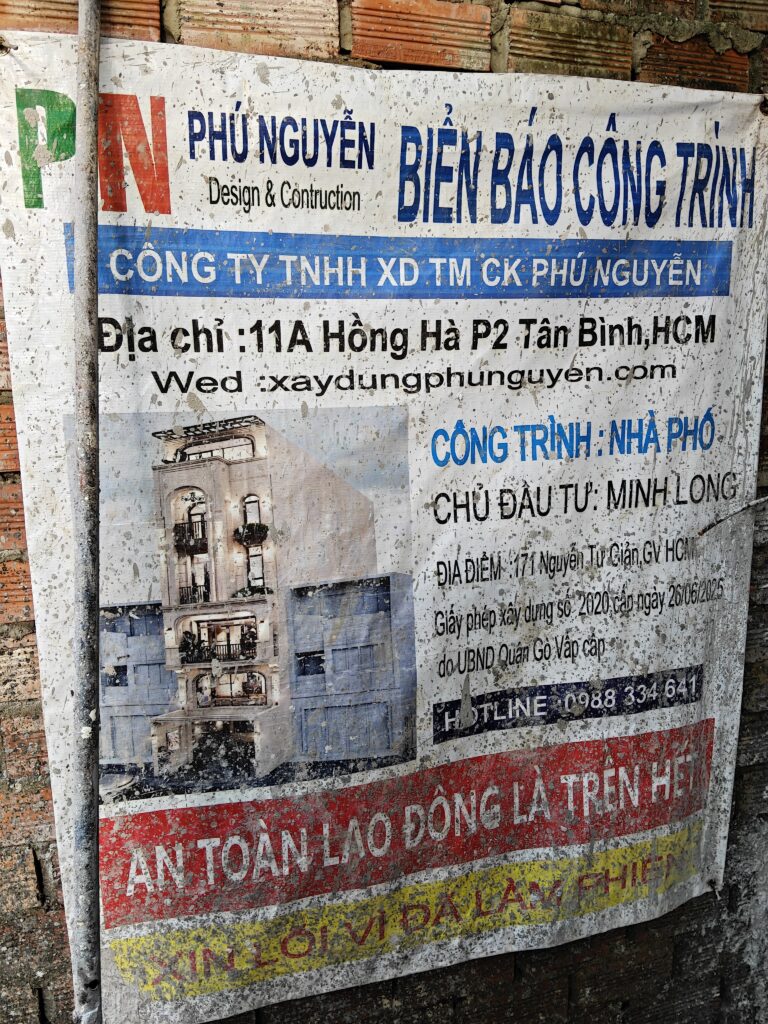 PN
PHÚ NGUYỄN
Design & Contruction
BIỂN BÁO CÔNG TRÌNH
CÔNG TY TNHH XD TM CK PHÚ NGUYỄN
Địa chỉ :11A Hồng Hà P2 Tân Bình,HCM
Wed :xaydungphunguyen.com
CÔNG TRÌNH : NHÀ PHỐ
CHỦ ĐẦU TƯ: MINH LONG
ĐỊA ĐIỂM :171 Nguyễn Tư Giản,GV HCM
Giấy phép xây dựng số 2020 cấp ngày 26/06/2025
do UBND Quận Gò Vấp cấp
HOTLINE :0988 334 641
AN TOÀN LAO ĐỘNG LÀ TRÊN HẾT
XIN LỖI VÌ ĐÃ LÀM PHIỀN